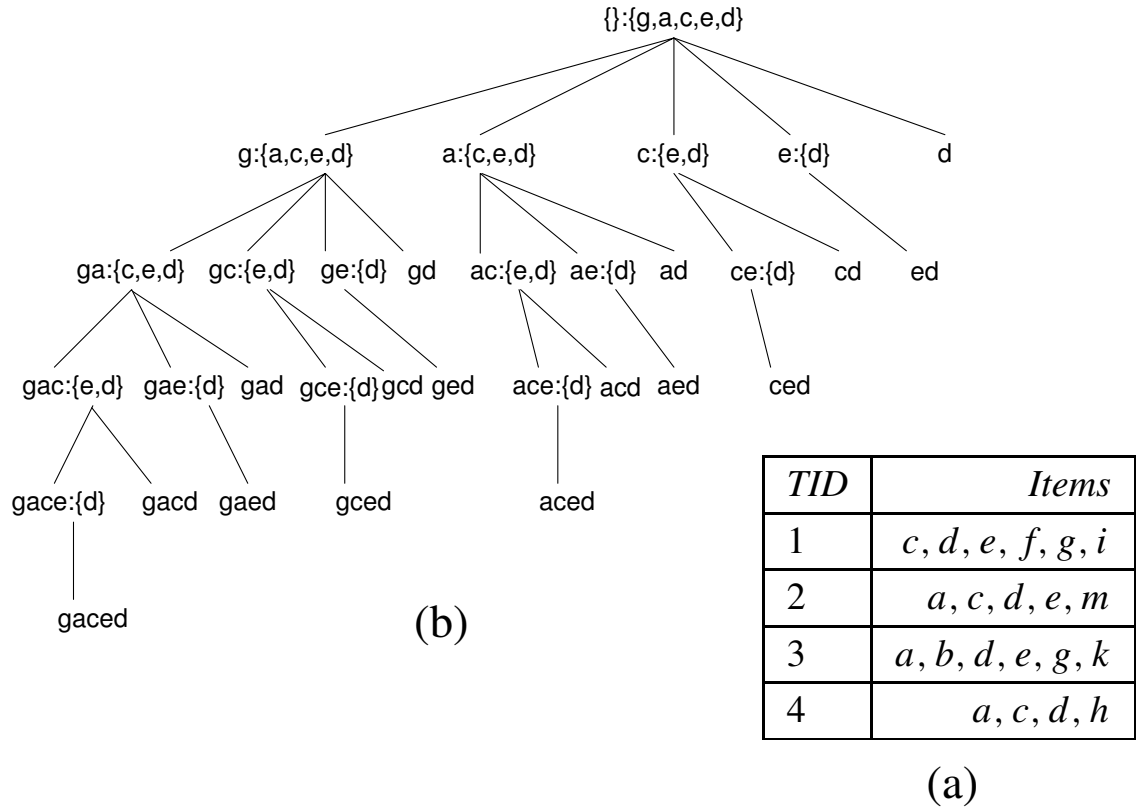 {}:{g,a,c,e,d}
g:{a,c,e,d} a:{c,e,d} c:{e,d} e:{d} d
ga:{c,e,d} gc:{e,d} ge:{d} gd ac:{e,d} ae:{d} ad ce:{d} cd ed
gac:{e,d} gae:{d} gad gce:{d} gcd ged ace:{d} acd aed ced
gace:{d} gacd gaed gced aced
gaced
(b)
TID Items
1 c, d, e, f, g, i
2 a, c, d, e, m
3 a, b, d, e, g, k
4 a, c, d, h
(a)